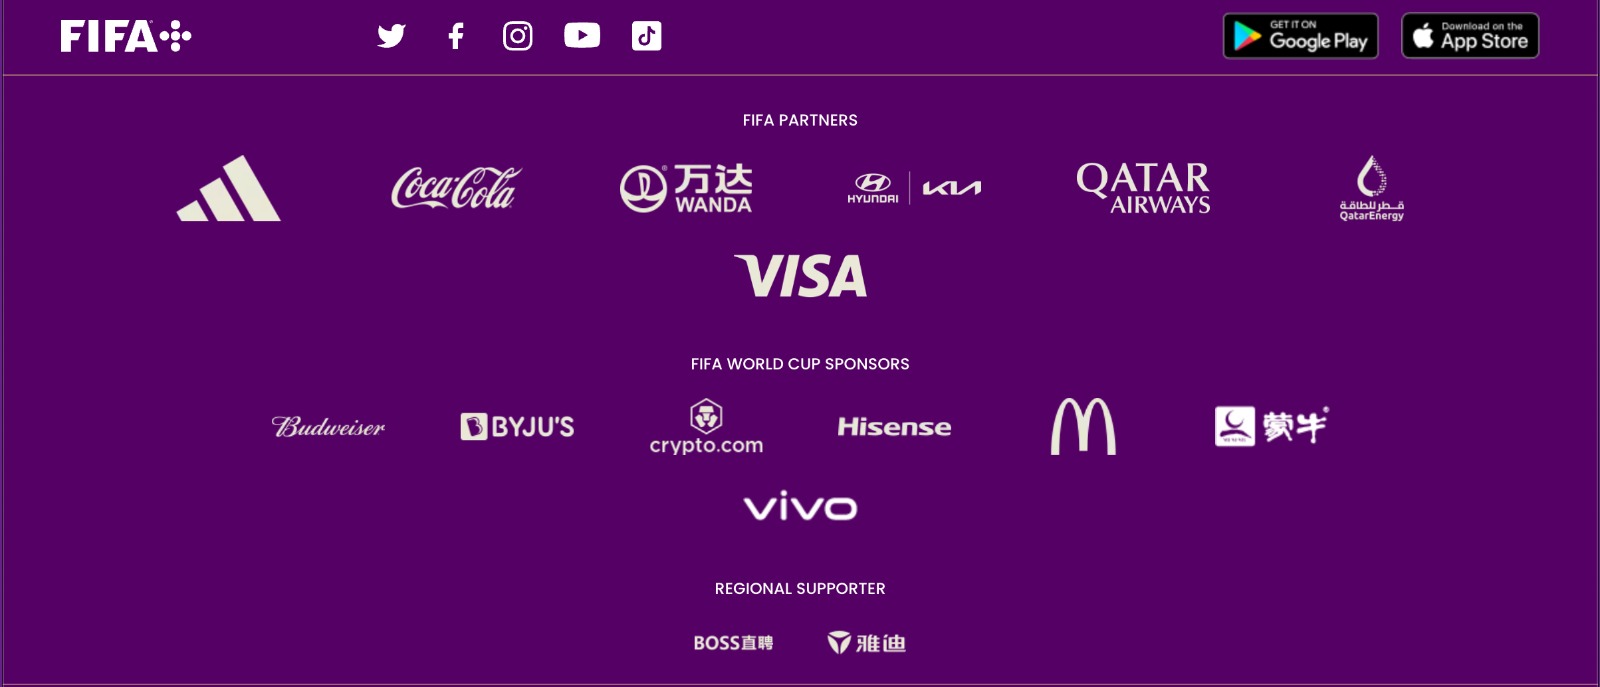 FIFA+
GET IT ON
Google Play
Download on the
App Store
FIFA PARTNERS
Coca-Cola
万达
WANDA
HYUNDAI
KIA
QATAR
AIRWAYS
قطر للطاقة
QatarEnergy
VISA
FIFA WORLD CUP SPONSORS
Budweiser
BYJU'S
crypto.com
Hisense
蒙牛
vivo
REGIONAL SUPPORTER
BOSS直聘
雅迪